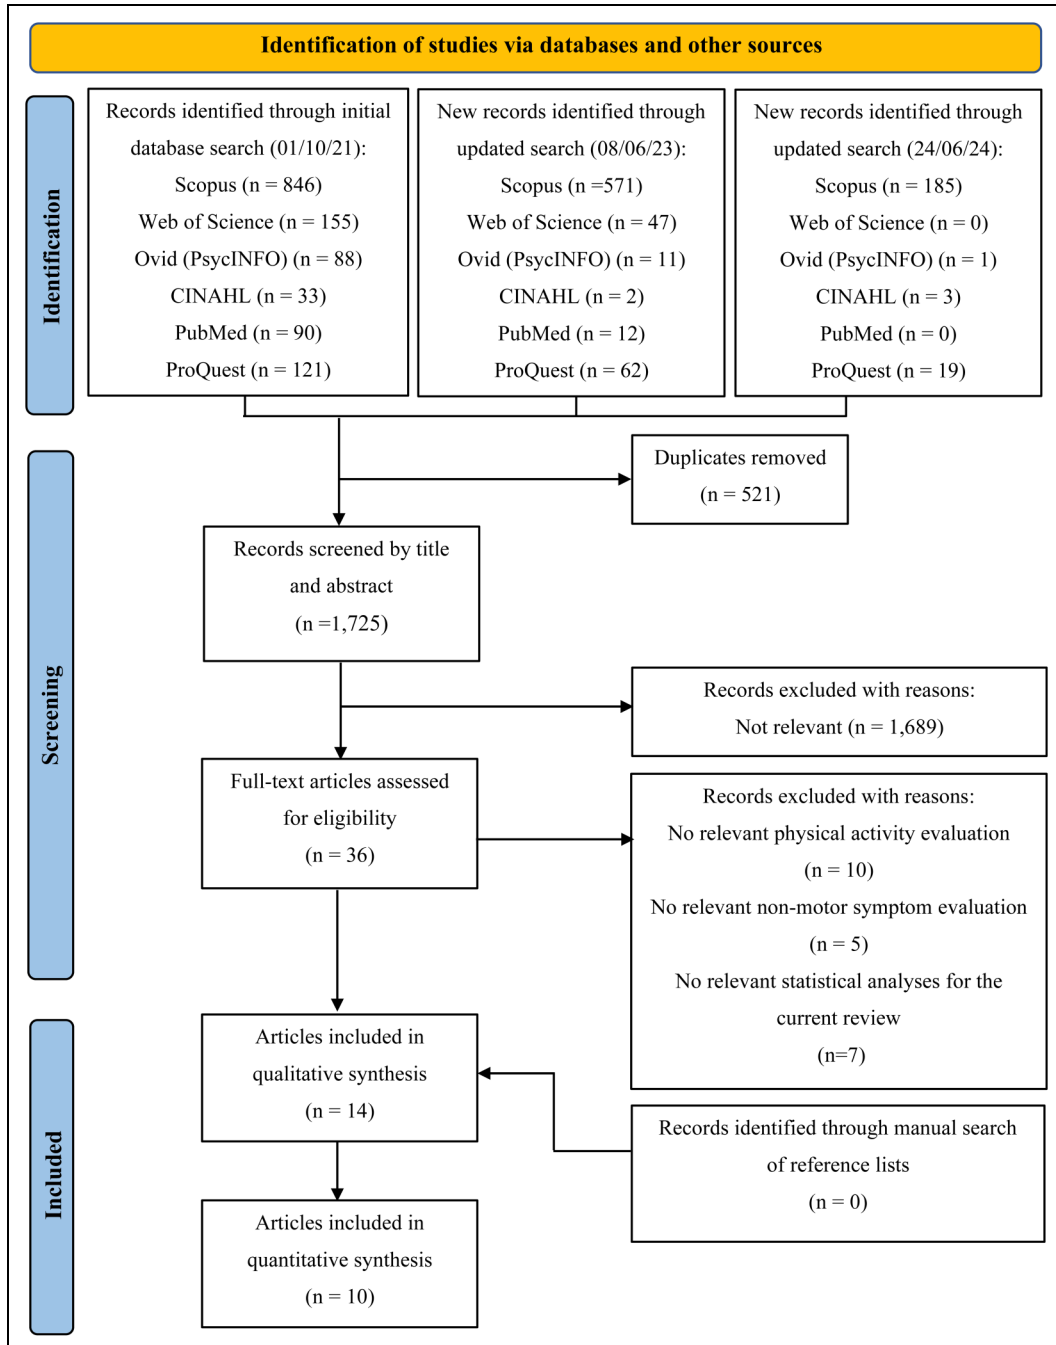 Identification of studies via databases and other sources
Identification
Records identified through initial
database search (01/10/21):
Scopus (n = 846)
Web of Science (n = 155)
Ovid (PsycINFO) (n = 88)
CINAHL (n = 33)
PubMed (n = 90)
ProQuest (n = 121)
New records identified through
updated search (08/06/23):
Scopus (n =571)
Web of Science (n = 47)
Ovid (PsycINFO) (n = 11)
CINAHL (n = 2)
PubMed (n = 12)
ProQuest (n = 62)
New records identified through
updated search (24/06/24):
Scopus (n = 185)
Web of Science (n = 0)
Ovid (PsycINFO) (n = 1)
CINAHL (n = 3)
PubMed (n = 0)
ProQuest (n = 19)
Screening
Duplicates removed
(n = 521)
Records screened by title
and abstract
(n =1,725)
Records excluded with reasons:
Not relevant (n = 1,689)
Full-text articles assessed
for eligibility
(n = 36)
Records excluded with reasons:
No relevant physical activity evaluation
(n = 10)
No relevant non-motor symptom evaluation
(n = 5)
No relevant statistical analyses for the
current review
(n=7)
Included
Articles included in
qualitative synthesis
(n = 14)
Records identified through manual search
of reference lists
(n = 0)
Articles included in
quantitative synthesis
(n = 10)